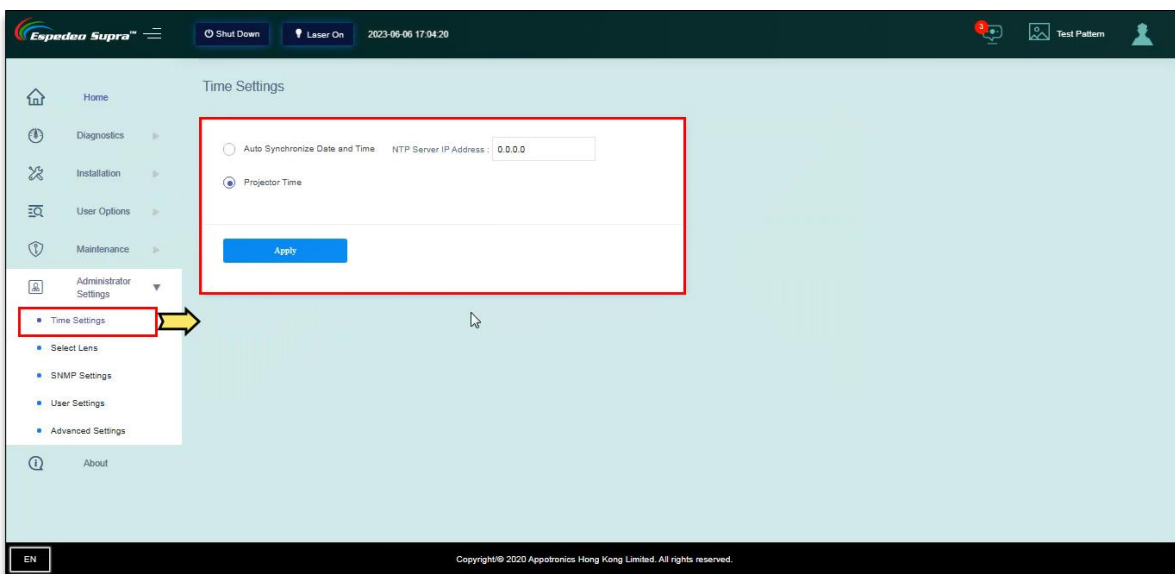 Espedeo Supra™
Shut Down
Laser On
2023-06-06 17:04:20
3
Test Pattern
Home
Diagnostics
Installation
User Options
Maintenance
Administrator
Settings
Time Settings
Select Lens
SNMP Settings
User Settings
Advanced Settings
About
Time Settings
Auto Synchronize Date and Time NTP Server IP Address : 0.0.0.0
Projector Time
Apply
EN
Copyright/® 2020 Appotronics Hong Kong Limited. All rights reserved.